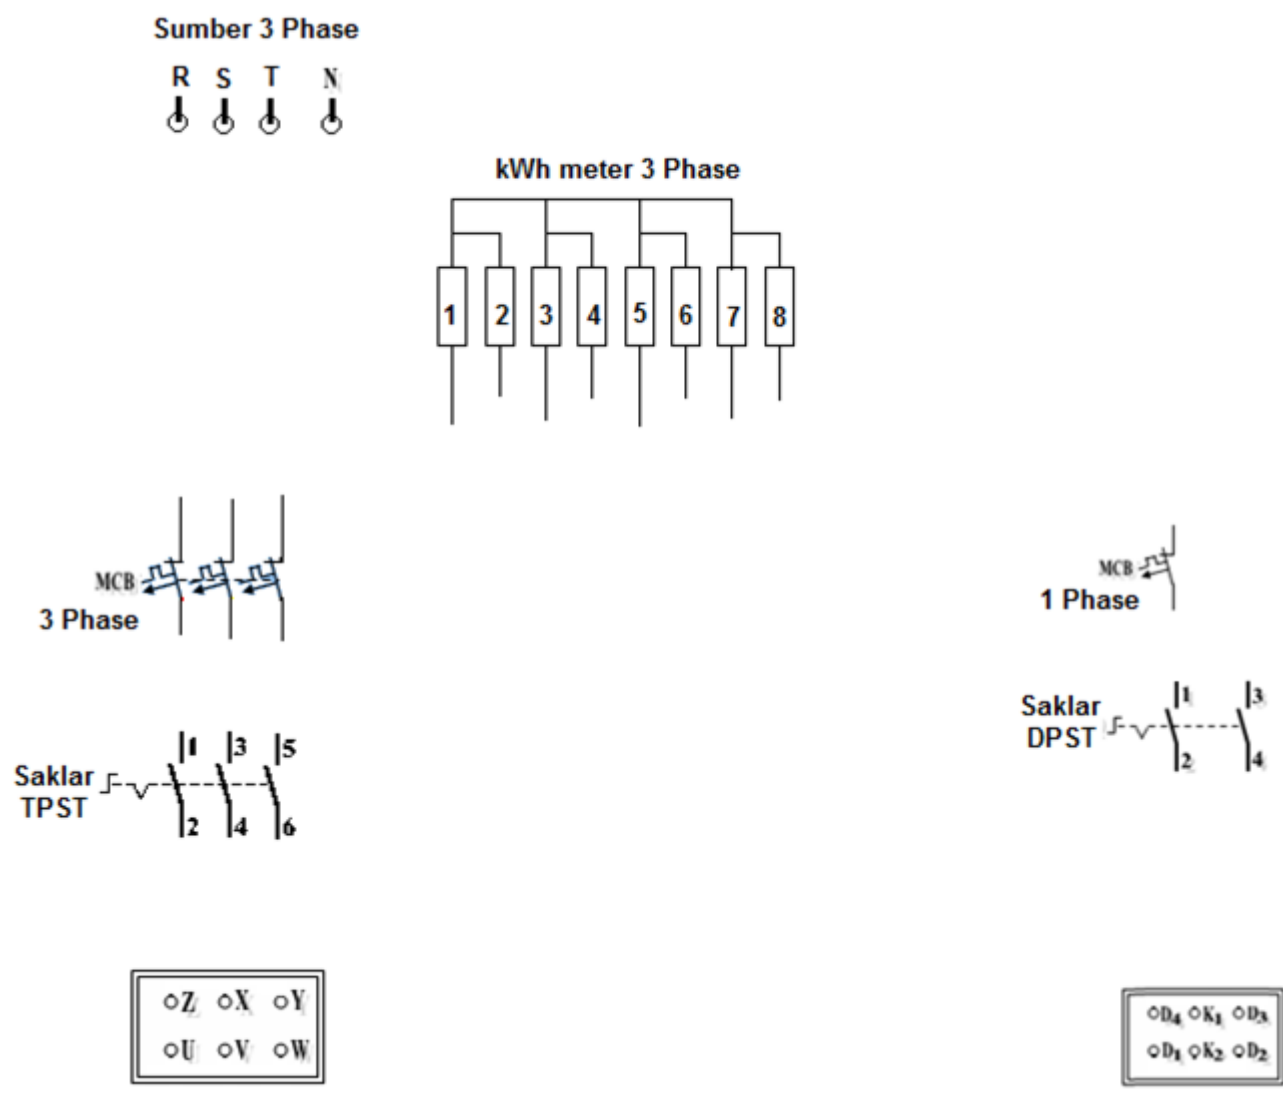 Sumber 3 Phase
R S T N
kWh meter 3 Phase
1 2 3 4 5 6 7 8
MCB
3 Phase
MCB
1 Phase
Saklar
DPST
1 3
2 4
Saklar
TPST
1 3 5
2 4 6
Z X Y
U V W
D4 K1 D3
D1 K2 D2